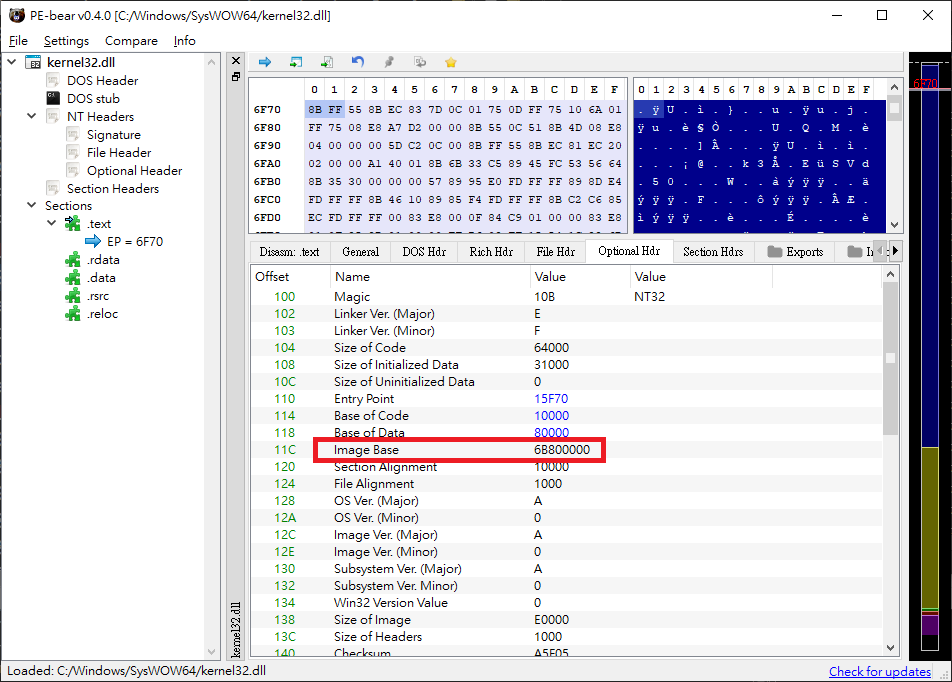 PE-bear v0.4.0 [C:/Windows/SysWOW64/kernel32.dll]
File Settings Compare Info
kernel32.dll
DOS Header
DOS stub
NT Headers
Signature
File Header
Optional Header
Section Headers
Sections
.text
EP = 6F70
.rdata
.data
.rsrc
.reloc
kernel32.dll
0 1 2 3 4 5 6 7 8 9 A B C D E F
6F70 8B FF 55 8B EC 83 7D 0C 01 75 0D FF 75 10 6A 01
6F80 FF 75 08 E8 A7 D2 00 00 8B 55 0C 51 8B 4D 08 E8
6F90 04 00 00 00 5D C2 0C 00 8B FF 55 8B EC 81 EC 20
6FA0 02 00 00 A1 40 01 8B 6B 33 C5 89 45 FC 53 56 64
6FB0 8B 35 30 00 00 00 57 89 95 E0 FD FF FF 89 8D E4
6FC0 FD FF FF 8B 46 10 89 85 F4 FD FF FF 8B C2 C6 85
6FD0 EC FD FF FF 00 83 E8 00 0F 84 C9 01 00 00 83 E8
0 1 2 3 4 5 6 7 8 9 A B C D E F
. ÿ U . ì . } . . u . ÿ u . j .
ÿ u . è § Ò . . . U . Q . M . è
. . . . ] Â . . . ÿ U . ì . ì
. . . ¡ @ . . k 3 Å . E ü S V d
. 5 0 . . . W . . à ý ÿ ÿ . . ä
ý ÿ ÿ . F . . . ô ý ÿ ÿ . Â Æ .
ì ý ÿ ÿ . . è . . . É . . . . è
6F70
Disasm: .text General DOS Hdr Rich Hdr File Hdr Optional Hdr Section Hdrs Exports
Offset Name Value Value
100 Magic 10B NT32
102 Linker Ver. (Major) E
103 Linker Ver. (Minor) F
104 Size of Code 64000
108 Size of Initialized Data 31000
10C Size of Uninitialized Data 0
110 Entry Point 15F70
114 Base of Code 10000
118 Base of Data 80000
11C Image Base 6B800000
120 Section Alignment 10000
124 File Alignment 1000
128 OS Ver. (Major) A
12A OS Ver. (Minor) 0
12C Image Ver. (Major) A
12E Image Ver. (Minor) 0
130 Subsystem Ver. (Major) A
132 Subsystem Ver. Minor) 0
134 Win32 Version Value 0
138 Size of Image E0000
13C Size of Headers 1000
140 Checksum A5F05
Loaded: C:/Windows/SysWOW64/kernel32.dll
Check for updates